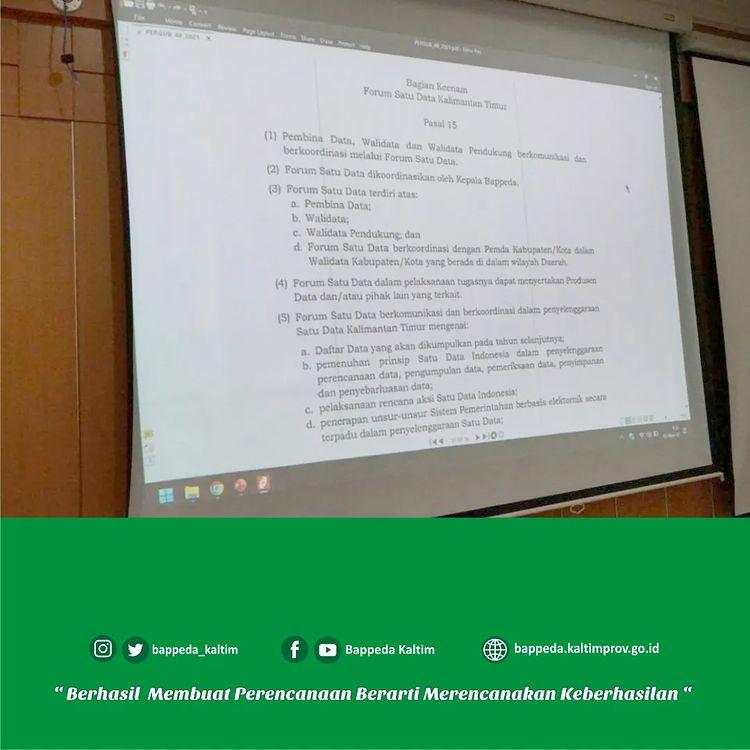 File Home Convert Review Page Layout Forms Share Erase Protect Help
PERGUB_49_2021
Bagian Keenam
Forum Satu Data Kalimantan Timur
Pasal 15
(1) Pembina Data, Walidata dan Walidata Pendukung berkomunikasi dan
berkoordinasi melalui Forum Satu Data.
(2) Forum Satu Data dikoordinasikan oleh Kepala Bappeda.
(3) Forum Satu Data terdiri atas:
a. Pembina Data;
b. Walidata;
c. Walidata Pendukung; dan
d. Forum Satu Data berkoordinasi dengan Pemda Kabupaten/Kota dalam
Walidata Kabupaten/Kota yang berada di dalam wilayah Daerah.
(4) Forum Satu Data dalam pelaksanaan tugasnya dapat menyertakan Produsen
Data dan/atau pihak lain yang terkait.
(5) Forum Satu Data berkomunikasi dan berkoordinasi dalam penyelenggaraan
Satu Data Kalimantan Timur mengenai:
a. Daftar Data yang akan dikumpulkan pada tahun selanjutnya;
b. pemenuhan prinsip Satu Data Indonesia dalam penyelenggaraan
perencanaan data, pengumpulan data, pemeriksaan data, penyimpanan
dan penyebarluasan data;
c. pelaksanaan rencana aksi Satu Data Indonesia;
d. penerapan unsur-unsur Sistem Pemerintahan berbasis elektornik secara
terpadu dalam penyelenggaraan Satu Data;
bappeda_kaltim
Bappeda Kaltim
bappeda.kaltimprov.go.id
“ Berhasil Membuat Perencanaan Berarti Merencanakan Keberhasilan “